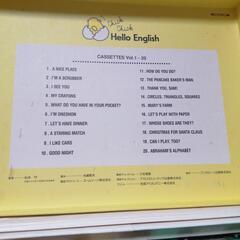 Chick Chick
Hello English
CASSETTES Vol.1 - 20
1. A NICE PLACE
2. I'M A SCRUBBER
3. I SEE YOU
4. MY CRAYONS
5. WHAT DO YOU HAVE IN YOUR POCKET?
6. I'M ONESHOW
7. LET'S HAVE DINNER
8. A STARING MATCH
9. I LIKE CARS
10. GOOD NIGHT
11. HOW DO YOU DO?
12. THE PANCAKE BAKER'S MAN
13. THANK YOU, SAM!
14. CIRCLES, TRIANGLES, SQUARES
15. MARY'S FARM
16. LET'S PLAY WITH PAPER
17. WHOSE SHOES ARE THEY?
18. CHRISTMAS FOR SANTA CLAUS
19. CAN I PLAY, TOO?
20. ABRAHAM'S ALPHABET